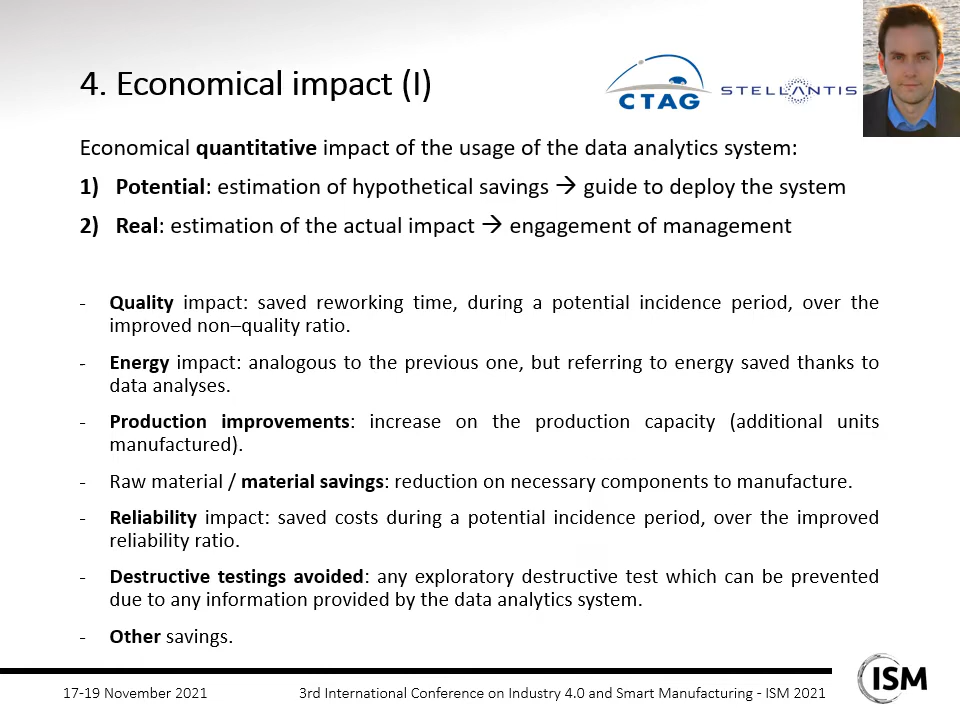 4. Economical impact (I)
CTAG
STELLANTIS
Economical quantitative impact of the usage of the data analytics system:
1) Potential: estimation of hypothetical savings → guide to deploy the system
2) Real: estimation of the actual impact → engagement of management
- Quality impact: saved reworking time, during a potential incidence period, over the
improved non–quality ratio.
- Energy impact: analogous to the previous one, but referring to energy saved thanks to
data analyses.
- Production improvements: increase on the production capacity (additional units
manufactured).
- Raw material / material savings: reduction on necessary components to manufacture.
- Reliability impact: saved costs during a potential incidence period, over the improved
reliability ratio.
- Destructive testings avoided: any exploratory destructive test which can be prevented
due to any information provided by the data analytics system.
- Other savings.
17-19 November 2021
3rd International Conference on Industry 4.0 and Smart Manufacturing - ISM 2021
ISM